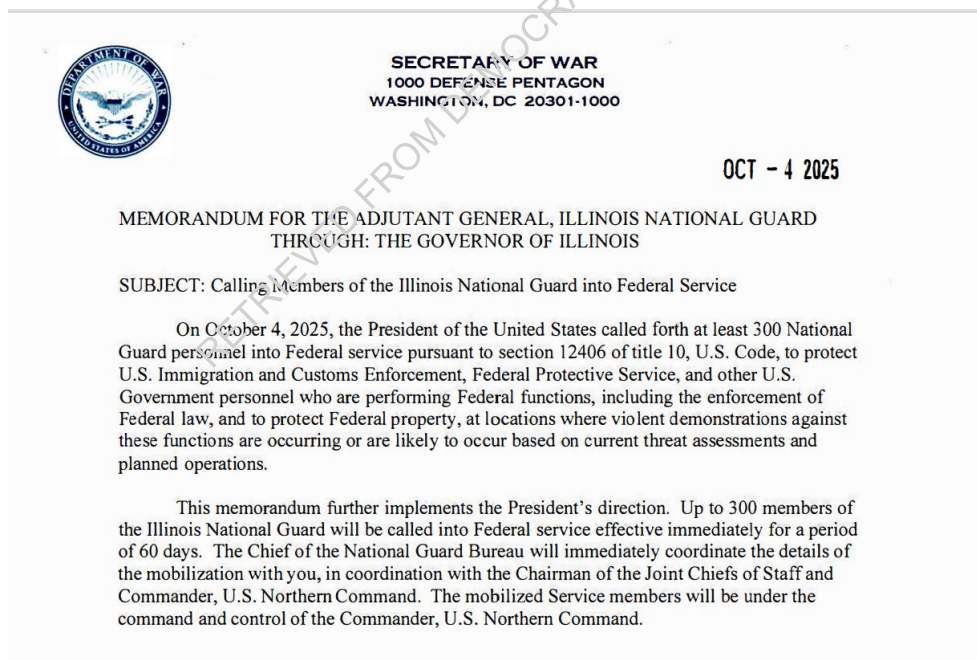 RETRIEVED FROM DEMOCRA
DEPARTMENT OF WAR
UNITED STATES OF AMERICA
SECRETARY OF WAR
1000 DEFENSE PENTAGON
WASHINGTON, DC 20301-1000
OCT - 4 2025
MEMORANDUM FOR THE ADJUTANT GENERAL, ILLINOIS NATIONAL GUARD
THROUGH: THE GOVERNOR OF ILLINOIS
SUBJECT: Calling Members of the Illinois National Guard into Federal Service
On October 4, 2025, the President of the United States called forth at least 300 National
Guard personnel into Federal service pursuant to section 12406 of title 10, U.S. Code, to protect
U.S. Immigration and Customs Enforcement, Federal Protective Service, and other U.S.
Government personnel who are performing Federal functions, including the enforcement of
Federal law, and to protect Federal property, at locations where violent demonstrations against
these functions are occurring or are likely to occur based on current threat assessments and
planned operations.
This memorandum further implements the President's direction. Up to 300 members of
the Illinois National Guard will be called into Federal service effective immediately for a period
of 60 days. The Chief of the National Guard Bureau will immediately coordinate the details of
the mobilization with you, in coordination with the Chairman of the Joint Chiefs of Staff and
Commander, U.S. Northern Command. The mobilized Service members will be under the
command and control of the Commander, U.S. Northern Command.